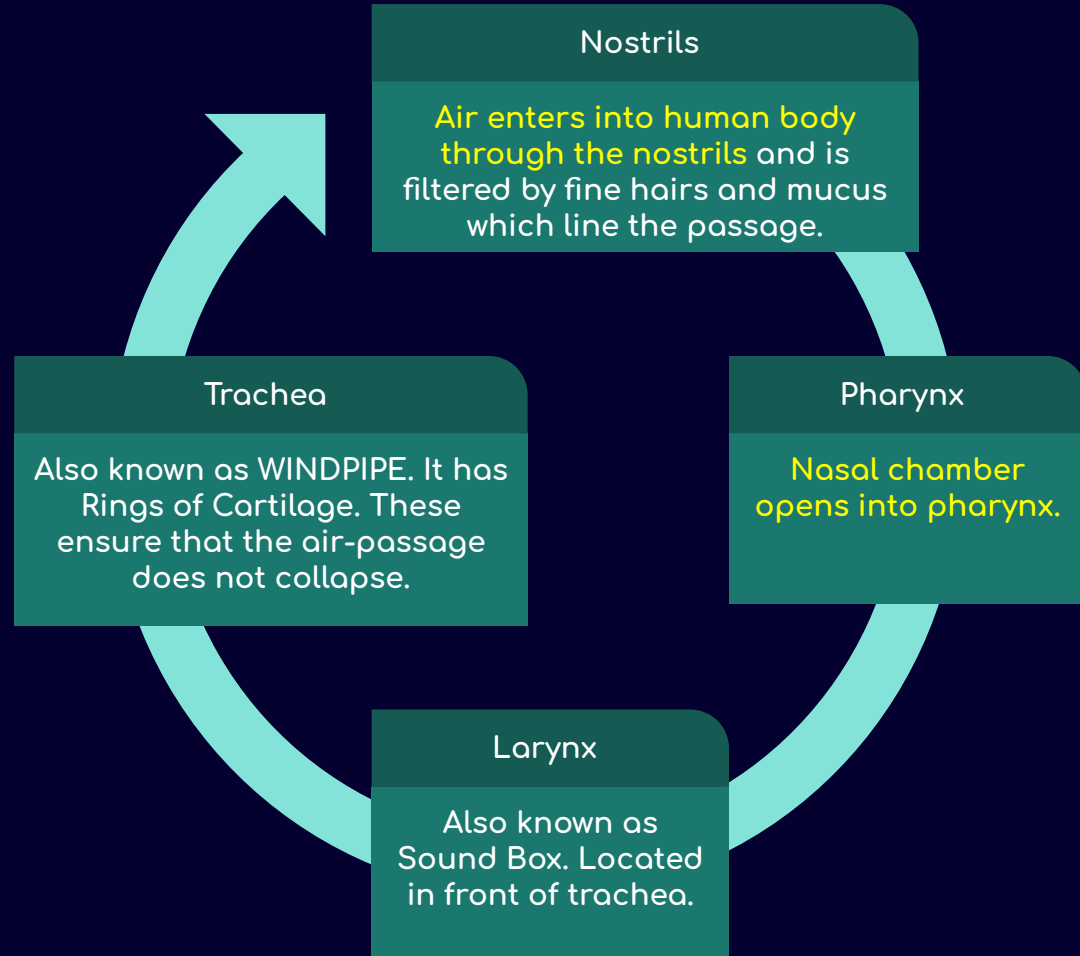 Nostrils
Air enters into human body
through the nostrils and is
filtered by fine hairs and mucus
which line the passage.
Pharynx
Nasal chamber
opens into pharynx.
Larynx
Also known as
Sound Box. Located
in front of trachea.
Trachea
Also known as WINDPIPE. It has
Rings of Cartilage. These
ensure that the air-passage
does not collapse.